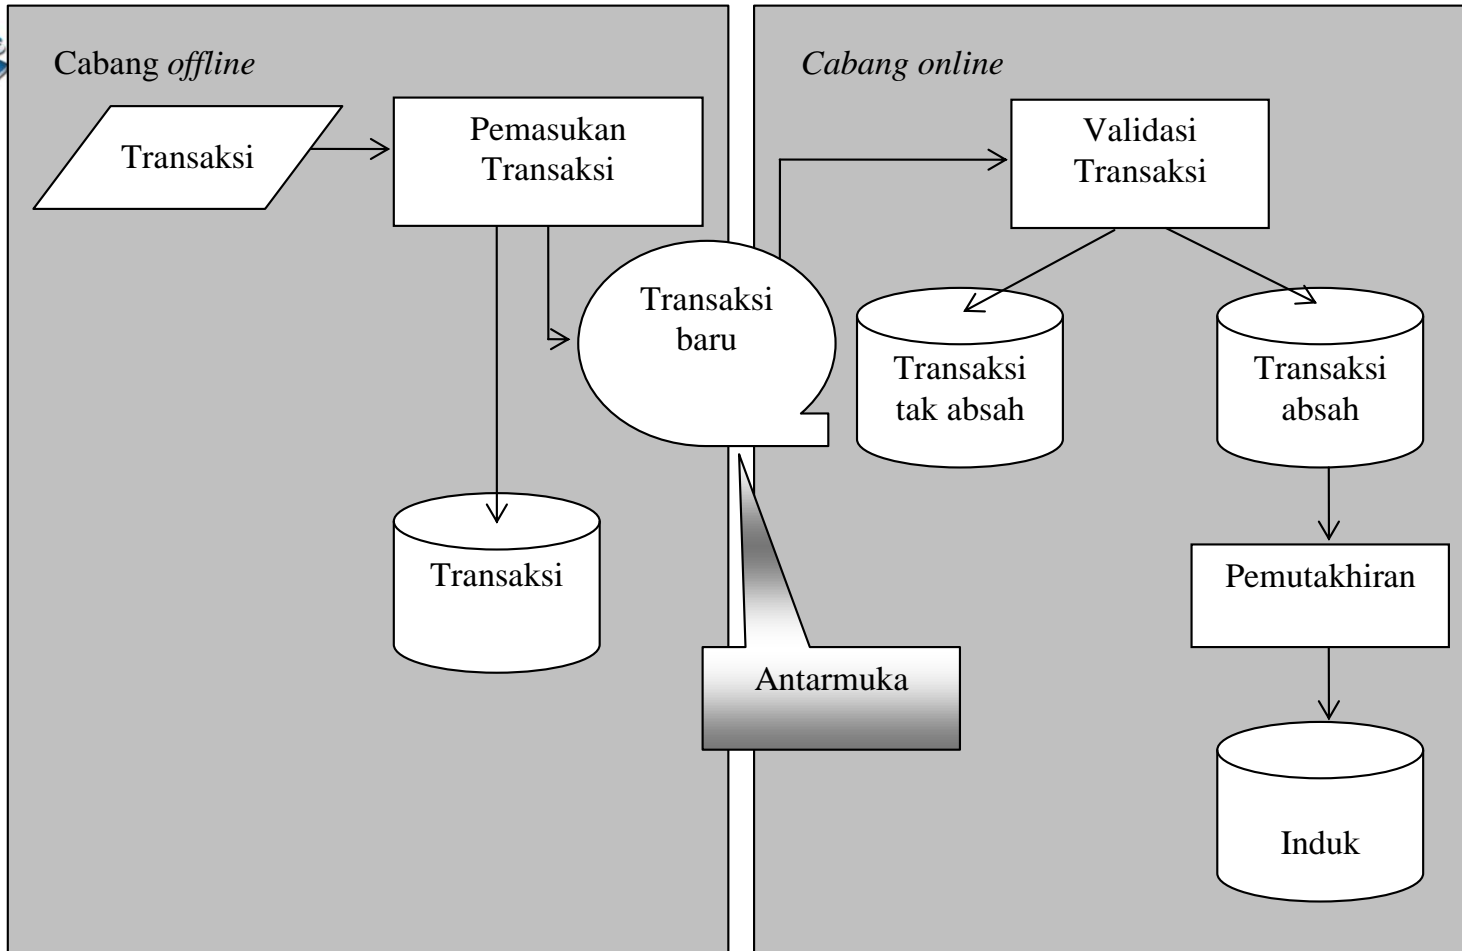 Cabang offline
Transaksi
Pemasukan
Transaksi
Transaksi
baru
Transaksi
Antarmuka
Cabang online
Validasi
Transaksi
Transaksi
tak absah
Transaksi
absah
Pemutakhiran
Induk